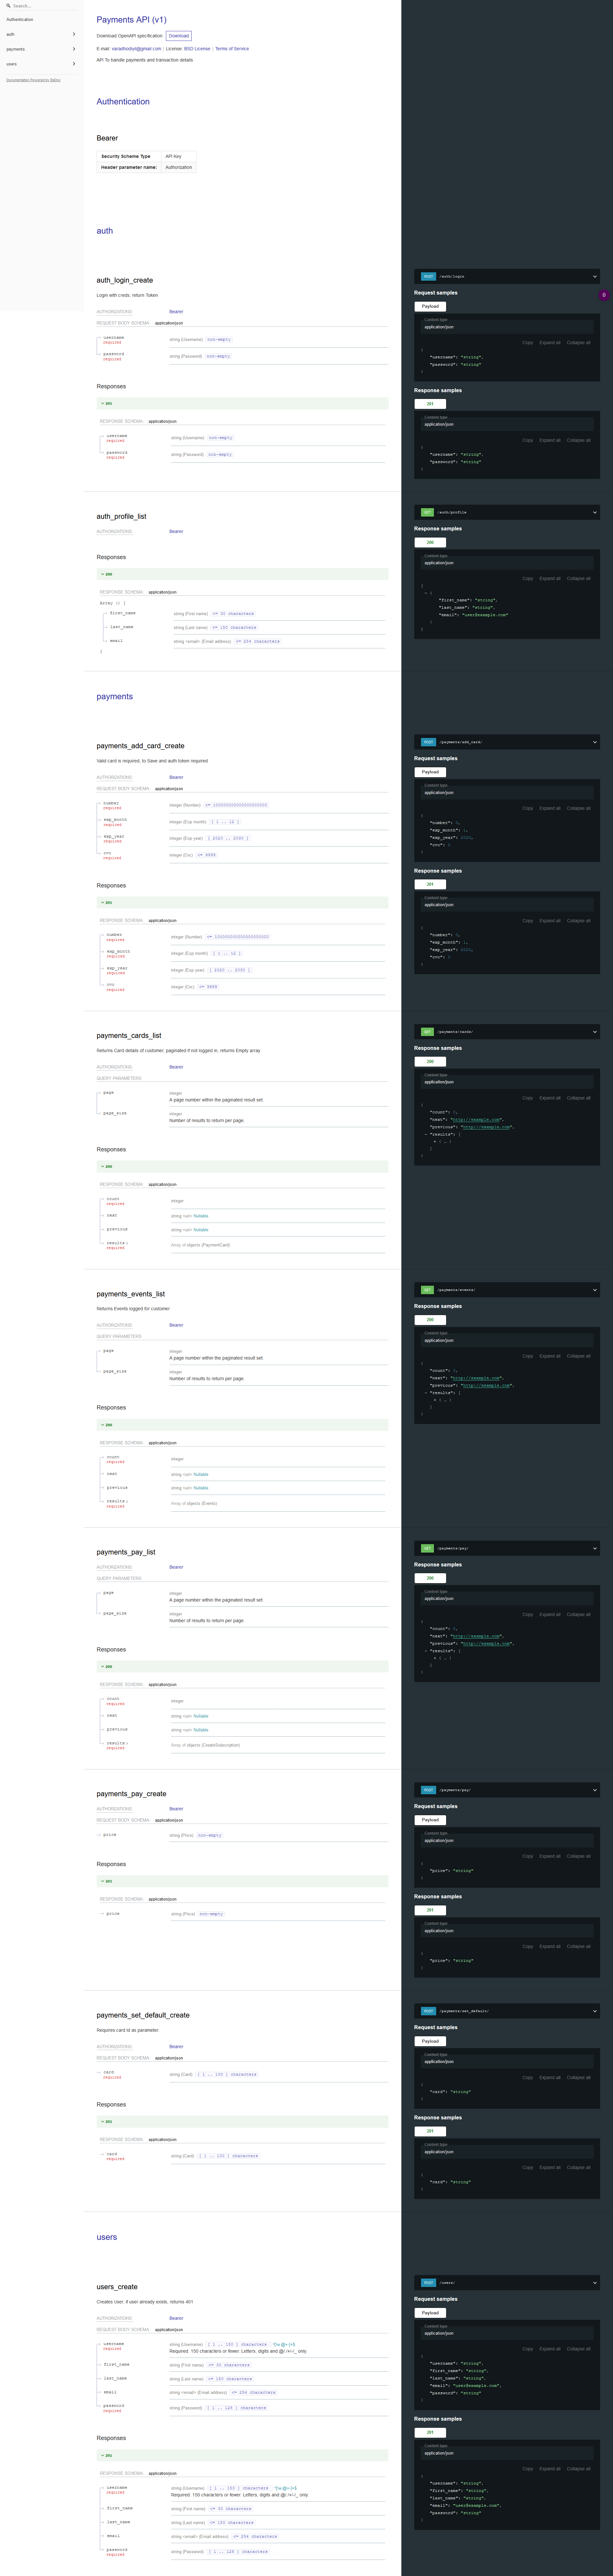 Search...
Authentication
auth
payments
users
Documentation Powered by ReDoc
Payments API (v1)
Download OpenAPI specification: Download
License: BSD License | Terms of Service
API To handle payments and transaction details
Authentication
Bearer
Security Scheme Type API Key
Header parameter name: Authorization
auth
auth_login_create
Login with creds, return Token
AUTHORIZATIONS: Bearer
REQUEST BODY SCHEMA: application/json
username required string (Username) non-empty
password required string (Password) non-empty
Responses
201
RESPONSE SCHEMA: application/json
username required string (Username) non-empty
password required string (Password) non-empty
POST /auth/login
Request samples
Payload
Content type
application/json
Copy Expand all Collapse all
{
"username": "string",
"password": "string"
}
Response samples
201
Content type
application/json
Copy Expand all Collapse all
{
"username": "string",
"password": "string"
}
auth_profile_list
AUTHORIZATIONS: Bearer
Responses
200
RESPONSE SCHEMA: application/json
Array () [
first_name string (First name) <= 30 characters
last_name string (Last name) <= 150 characters
email string <email> (Email address) <= 254 characters
]
GET /auth/profile
Response samples
200
Content type
application/json
Copy Expand all Collapse all
[
- {
"first_name": "string",
"last_name": "string",
"email": "user@example.com"
}
]
payments
payments_add_card_create
Valid card is required, to Save and auth token required
AUTHORIZATIONS: Bearer
REQUEST BODY SCHEMA: application/json
number required integer (Number)
exp_month required integer (Exp month) [ 1 .. 12 ]
exp_year required integer (Exp year) [ 2020 .. 2030 ]
cvc required integer (Cvc) <= 9999
Responses
201
RESPONSE SCHEMA: application/json
number required integer (Number)
exp_month required integer (Exp month) [ 1 .. 12 ]
exp_year required integer (Exp year) [ 2020 .. 2030 ]
cvc required integer (Cvc) <= 9999
POST /payments/add_card/
Request samples
Payload
Content type
application/json
Copy Expand all Collapse all
{
"number": 0,
"exp_month": 1,
"exp_year": 2020,
"cvc": 0
}
Response samples
201
Content type
application/json
Copy Expand all Collapse all
{
"number": 0,
"exp_month": 1,
"exp_year": 2020,
"cvc": 0
}
payments_cards_list
Returns Card details of customer, paginated if not logged in, returns Empty array
AUTHORIZATIONS: Bearer
QUERY PARAMETERS
page integer
A page number within the paginated result set.
page_size integer
Number of results to return per page.
Responses
200
RESPONSE SCHEMA: application/json
count required integer
next string <uri> Nullable
previous string <uri> Nullable
results required Array of objects (PaymentCard)
GET /payments/cards/
Response samples
200
Content type
application/json
Copy Expand all Collapse all
{
"count": 0,
"next": "http://example.com",
"previous": "http://example.com",
- "results": [
+ { … }
]
}
payments_events_list
Returns Events logged for customer
AUTHORIZATIONS: Bearer
QUERY PARAMETERS
page integer
A page number within the paginated result set.
page_size integer
Number of results to return per page.
Responses
200
RESPONSE SCHEMA: application/json
count required integer
next string <uri> Nullable
previous string <uri> Nullable
results required Array of objects (Events)
GET /payments/events/
Response samples
200
Content type
application/json
Copy Expand all Collapse all
{
"count": 0,
"next": "http://example.com",
"previous": "http://example.com",
- "results": [
+ { … }
]
}
payments_pay_list
AUTHORIZATIONS: Bearer
QUERY PARAMETERS
page integer
A page number within the paginated result set.
page_size integer
Number of results to return per page.
Responses
200
RESPONSE SCHEMA: application/json
count required integer
next string <uri> Nullable
previous string <uri> Nullable
results required Array of objects (CreateSubscription)
GET /payments/pay/
Response samples
200
Content type
application/json
Copy Expand all Collapse all
{
"count": 0,
"next": "http://example.com",
"previous": "http://example.com",
- "results": [
+ { … }
]
}
payments_pay_create
AUTHORIZATIONS: Bearer
REQUEST BODY SCHEMA: application/json
price string (Price) non-empty
Responses
201
RESPONSE SCHEMA: application/json
price string (Price) non-empty
POST /payments/pay/
Request samples
Payload
Content type
application/json
Copy Expand all Collapse all
{
"price": "string"
}
Response samples
201
Content type
application/json
Copy Expand all Collapse all
{
"price": "string"
}
payments_set_default_create
Requires card Id as parameter
AUTHORIZATIONS: Bearer
REQUEST BODY SCHEMA: application/json
card required string (Card) [ 1 .. 100 ] characters
Responses
201
RESPONSE SCHEMA: application/json
card required string (Card) [ 1 .. 100 ] characters
POST /payments/set_default/
Request samples
Payload
Content type
application/json
Copy Expand all Collapse all
{
"card": "string"
}
Response samples
201
Content type
application/json
Copy Expand all Collapse all
{
"card": "string"
}
users
users_create
Creates User, if user already exists, returns 401
AUTHORIZATIONS: Bearer
REQUEST BODY SCHEMA: application/json
username required string (Username) [ 1 .. 150 ] characters
Required. 150 characters or fewer. Letters, digits and @/./+/-/_ only.
first_name string (First name) <= 30 characters
last_name string (Last name) <= 150 characters
email string <email> (Email address) <= 254 characters
password required string (Password) [ 1 .. 128 ] characters
Responses
201
RESPONSE SCHEMA: application/json
username required string (Username) [ 1 .. 150 ] characters
Required. 150 characters or fewer. Letters, digits and @/./+/-/_ only.
first_name string (First name) <= 30 characters
last_name string (Last name) <= 150 characters
email string <email> (Email address) <= 254 characters
password required string (Password) [ 1 .. 128 ] characters
POST /users/
Request samples
Payload
Content type
application/json
Copy Expand all Collapse all
{
"username": "string",
"first_name": "string",
"last_name": "string",
"email": "user@example.com",
"password": "string"
}
Response samples
201
Content type
application/json
Copy Expand all Collapse all
{
"username": "string",
"first_name": "string",
"last_name": "string",
"email": "user@example.com",
"password": "string"
}